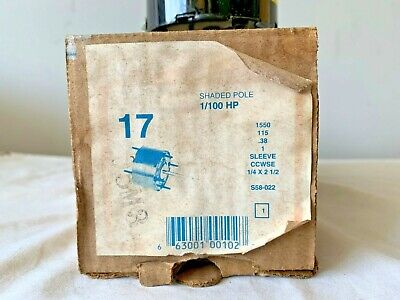 SHADED POLE
1/100 HP
17
1550
115
.38
1
SLEEVE
CCWSE
1/4 X 2 1/2
S58-022
1
6 63001 00102